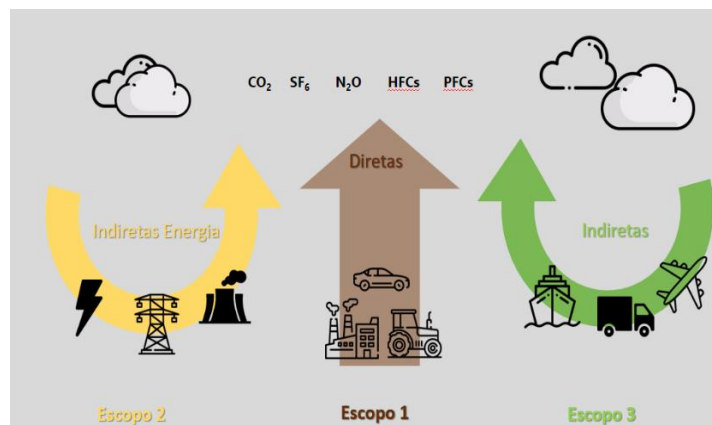 CO₂ SF₆ N₂O HFCs PFCs
Diretas
Indiretas Energia
Indiretas
Escopo 2
Escopo 1
Escopo 3